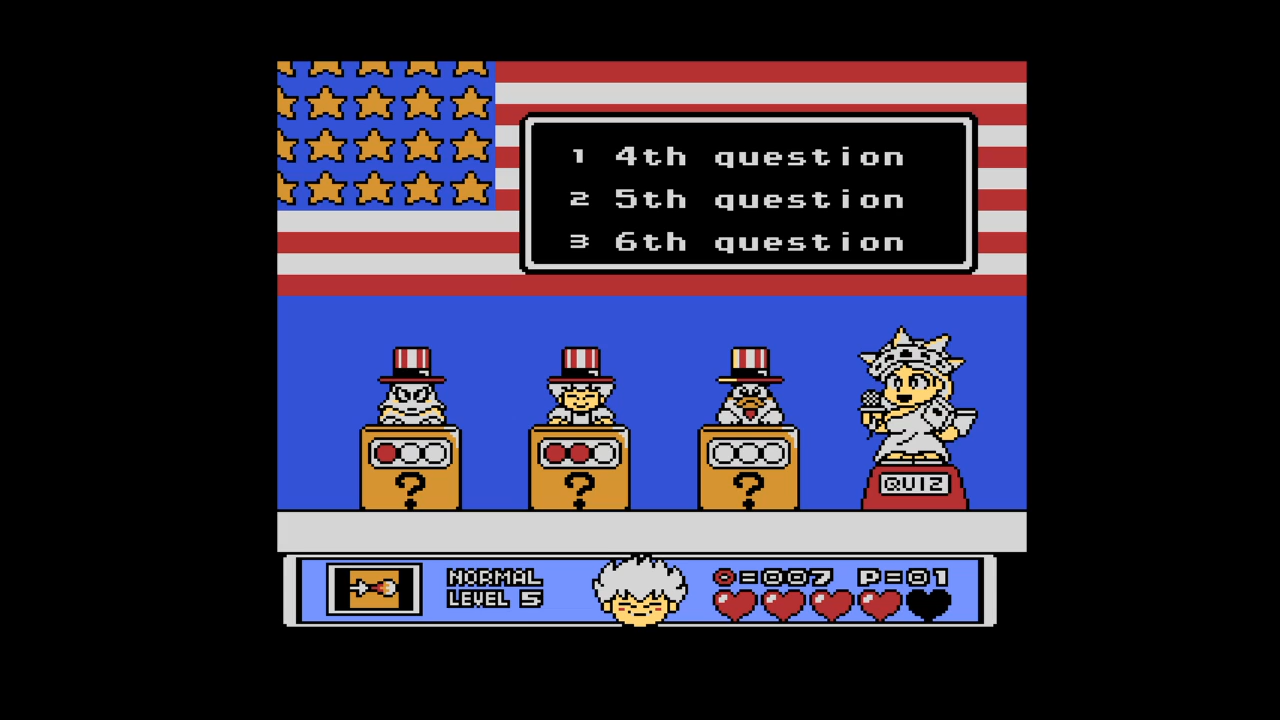 1 4th question
2 5th question
3 6th question
?
?
?
QUIZ
NORMAL
LEVEL 5
O=007 P=01